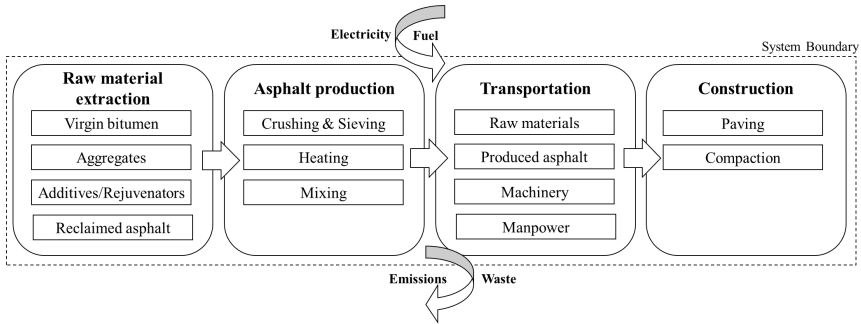 Electricity Fuel
System Boundary
Raw material
extraction
Virgin bitumen
Aggregates
Additives/Rejuvenators
Reclaimed asphalt
Asphalt production
Crushing & Sieving
Heating
Mixing
Transportation
Raw materials
Produced asphalt
Machinery
Manpower
Construction
Paving
Compaction
Emissions Waste